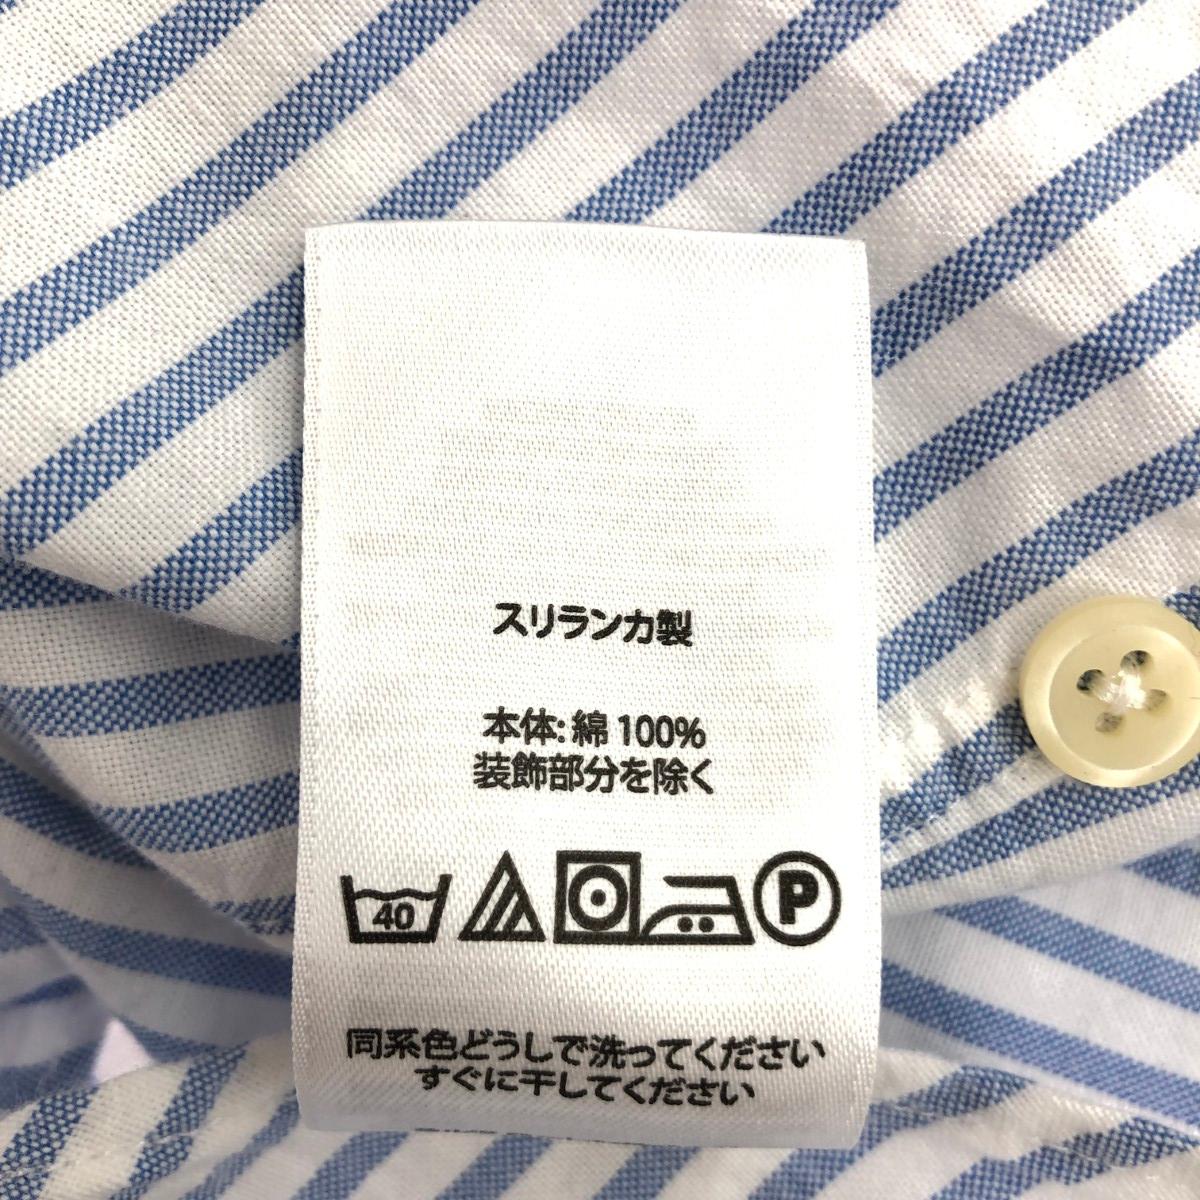 スリランカ製
本体: 綿 100%
装飾部分を除く
40 P
同系色どうしで洗ってください
すぐに干してください